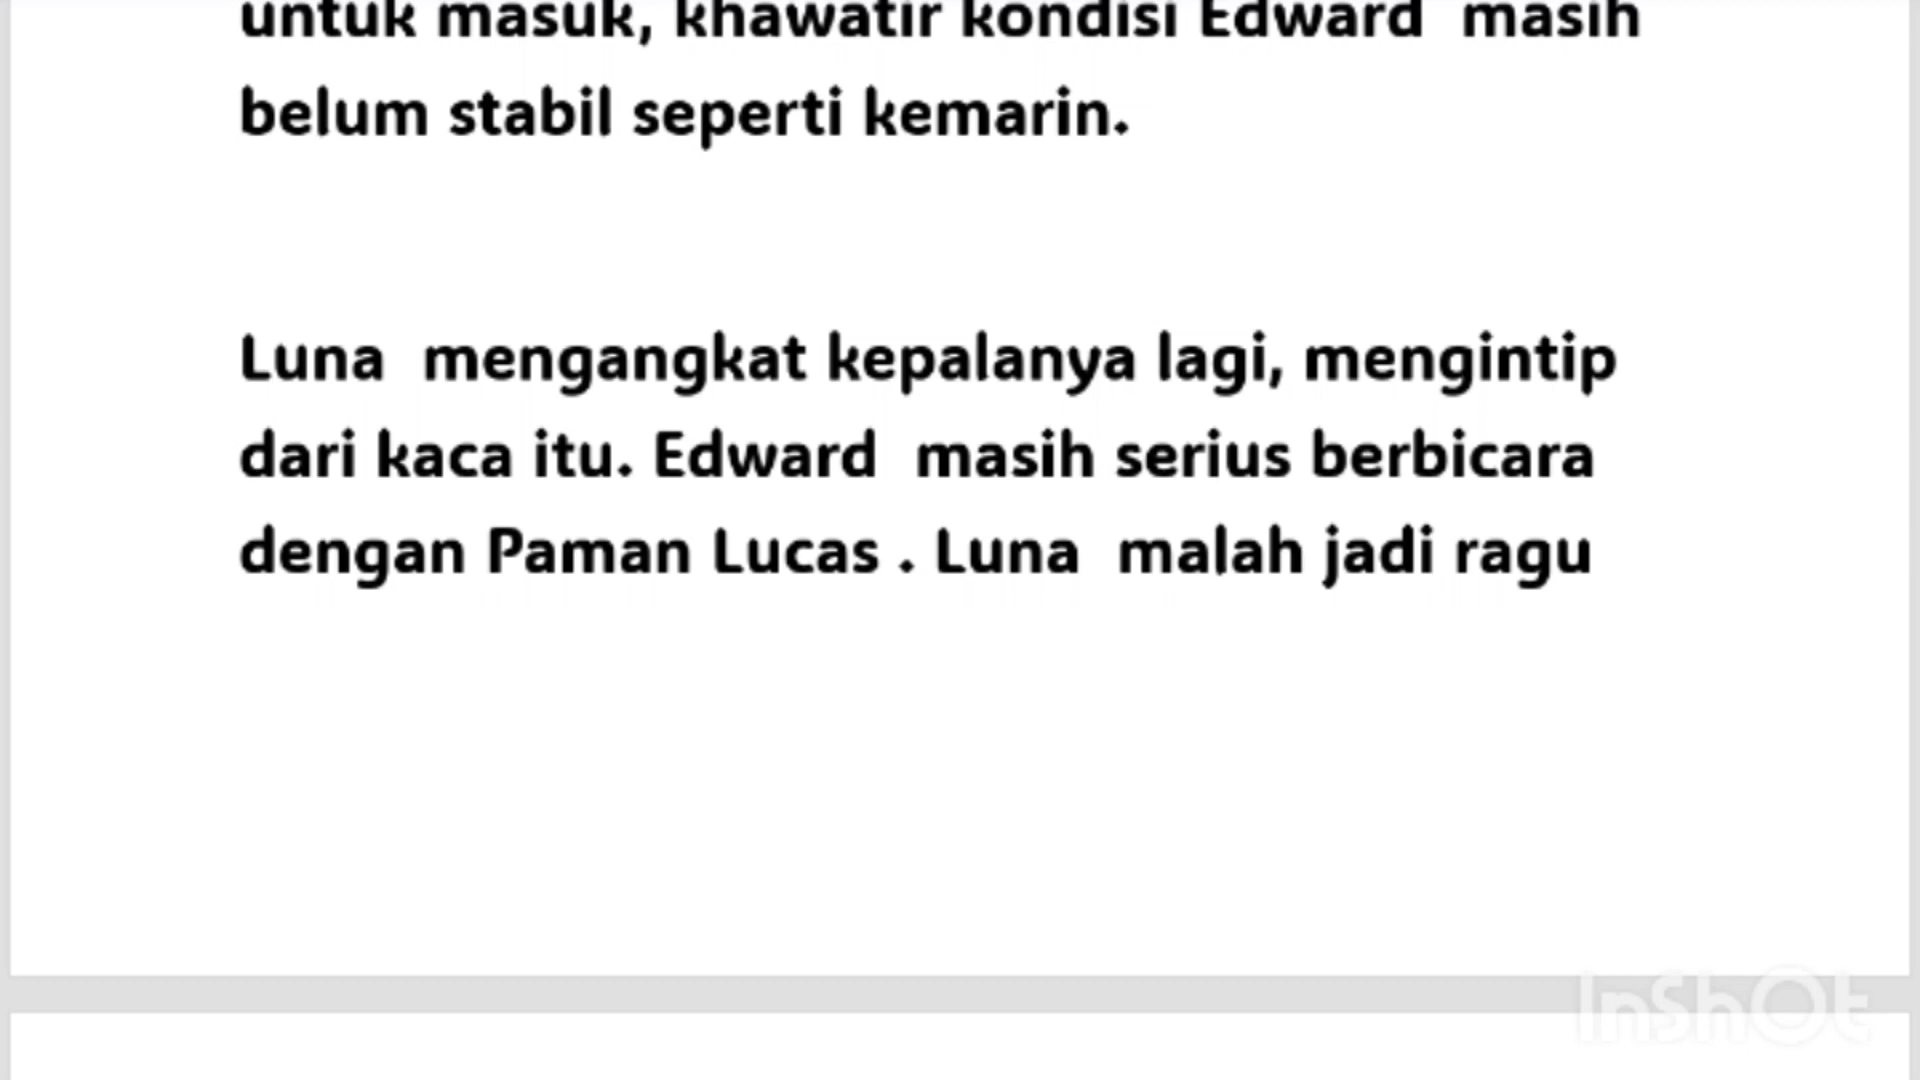 untuk masuk, khawatir kondisi Edward  masih
belum stabil seperti kemarin.
Luna  mengangkat kepalanya lagi, mengintip
dari kaca itu. Edward  masih serius berbicara
dengan Paman Lucas . Luna  malah jadi ragu
InShOt